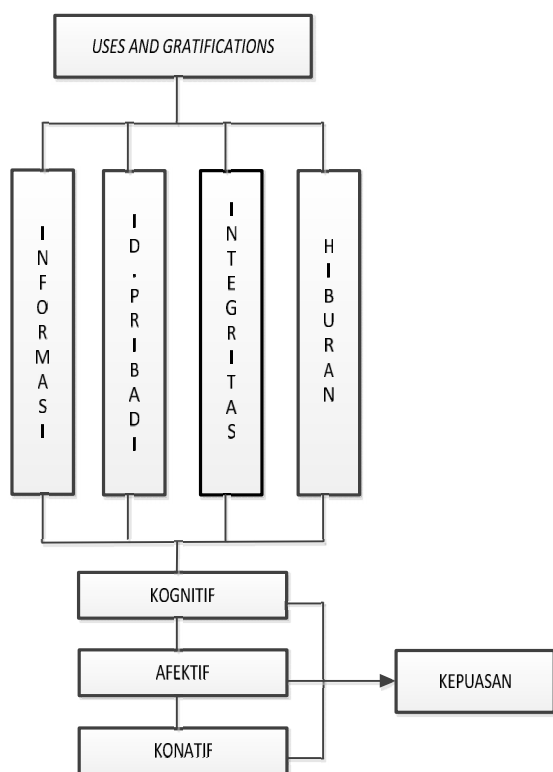 USES AND GRATIFICATIONS
INFORMASI
ID.PRIBADI
INTEGRITAS
HIBURAN
KOGNITIF
AFEKTIF
KEPUASAN
KONATIF